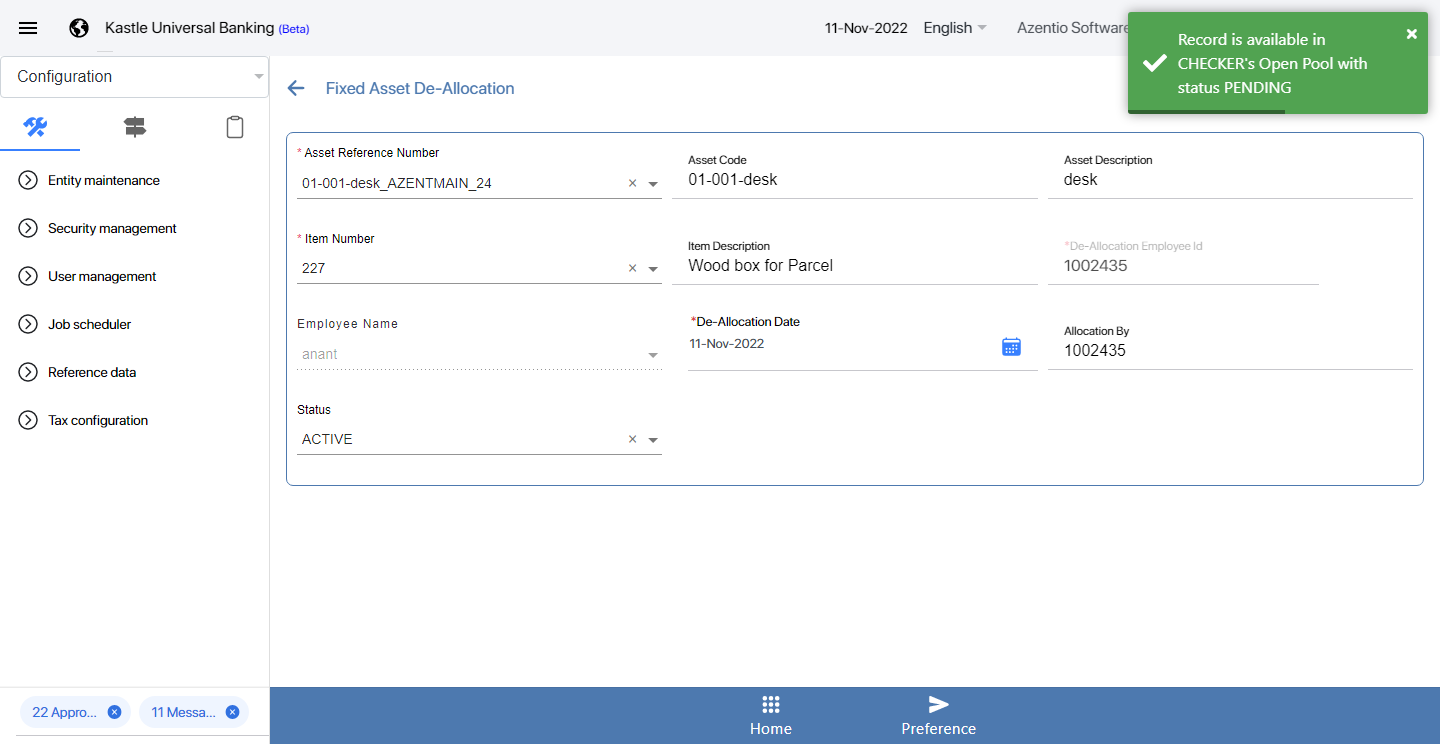 Kastle Universal Banking (Beta)
11-Nov-2022
English
Azentio Software
Record is available in
CHECKER's Open Pool with
status PENDING
Configuration
Fixed Asset De-Allocation
Entity maintenance
Security management
User management
Job scheduler
Reference data
Tax configuration
* Asset Reference Number
01-001-desk_AZENTMAIN_24
Asset Code
01-001-desk
Asset Description
desk
* Item Number
227
Item Description
Wood box for Parcel
*De-Allocation Employee Id
1002435
Employee Name
anant
*De-Allocation Date
11-Nov-2022
Allocation By
1002435
Status
ACTIVE
22 Appro...
11 Messa...
Home
Preference